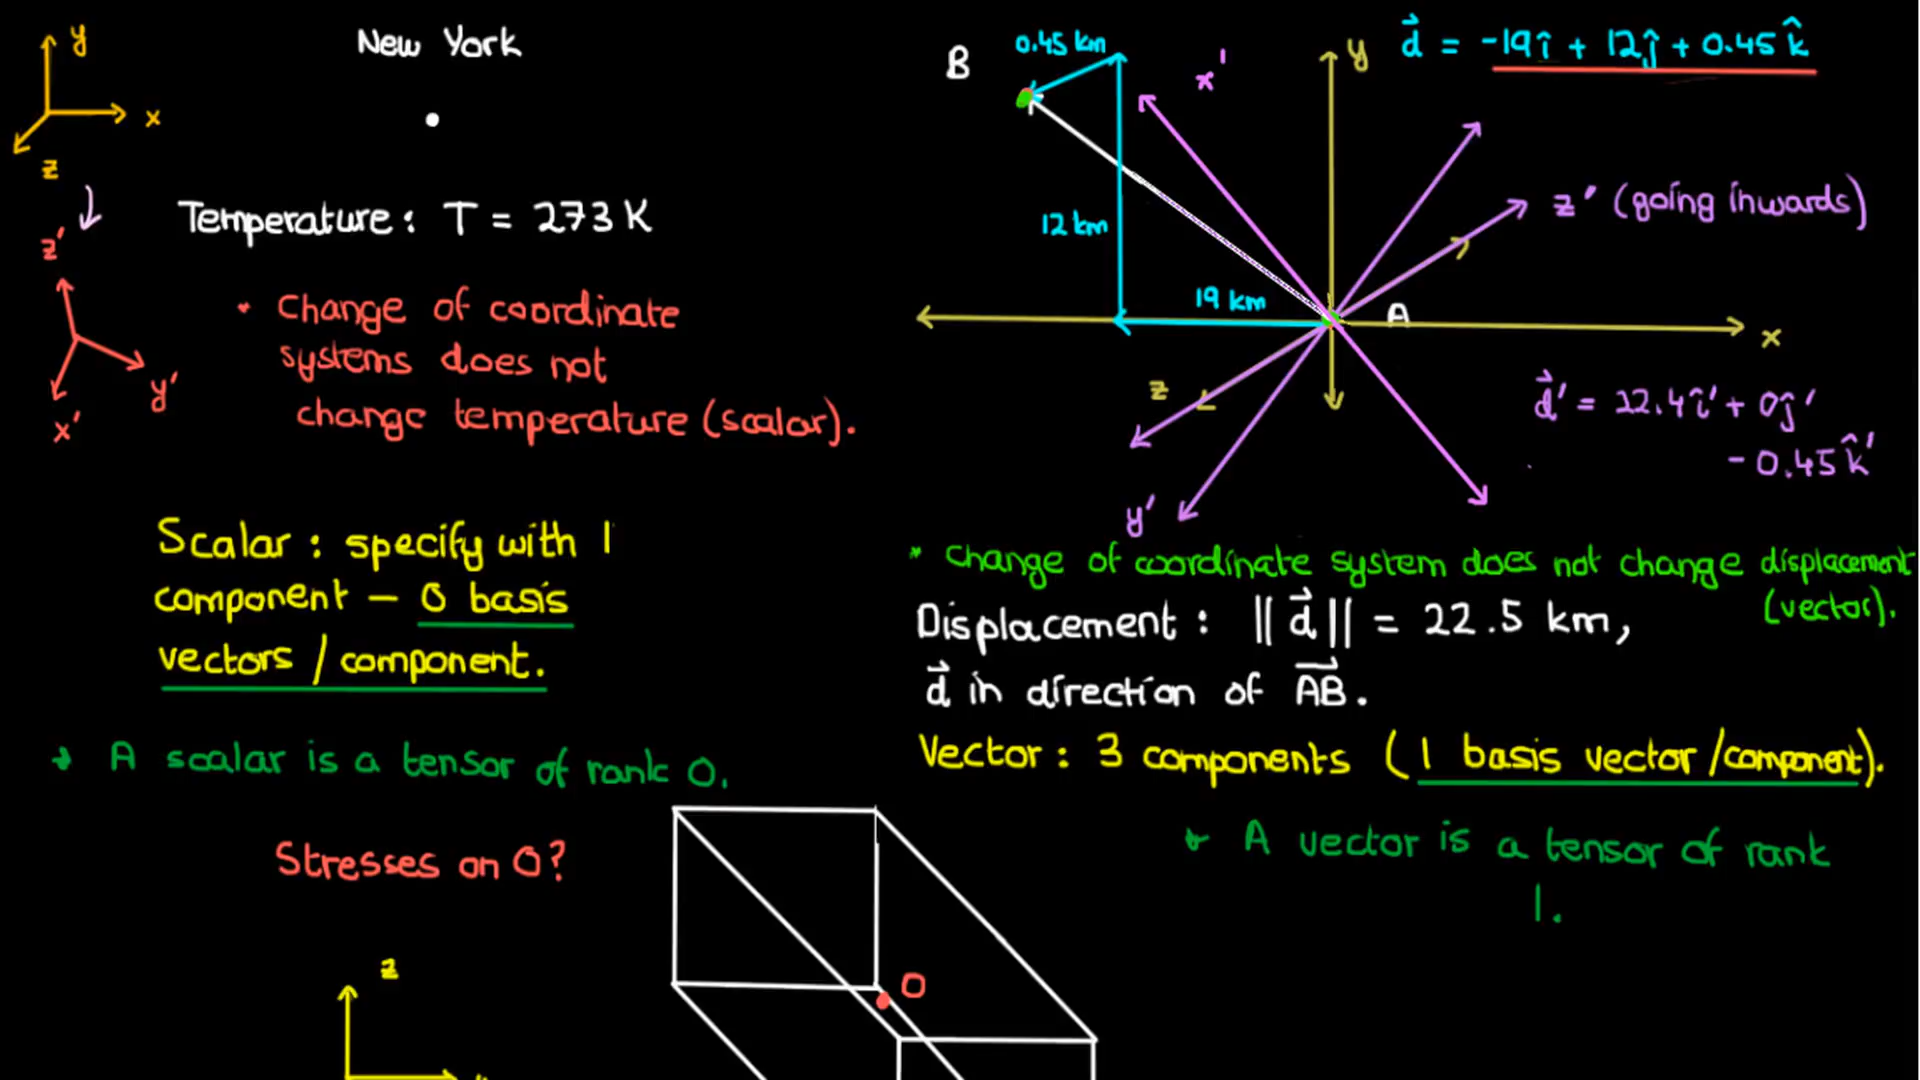 y
x
z
New York
Temperature: T = 273 K
z'
x'
y'
• Change of coordinate
systems does not
change temperature (scalar).
Scalar: specify with 1
component – 0 basis
vectors / component.
* A scalar is a tensor of rank 0.
Stresses on O?
z
O
B
0.45 km
x'
y
d⃗ = -19î + 12ĵ + 0.45k̂
z' (going inwards)
12 km
19 km
A
x
z
y'
d⃗' = 22.4î' + 0ĵ'
- 0.45k̂'
* Change of coordinate system does not change displacement
(vector).
Displacement: ||d⃗|| = 22.5 km,
d⃗ in direction of AB⃗.
Vector: 3 components (1 basis vector/component).
* A vector is a tensor of rank
1.